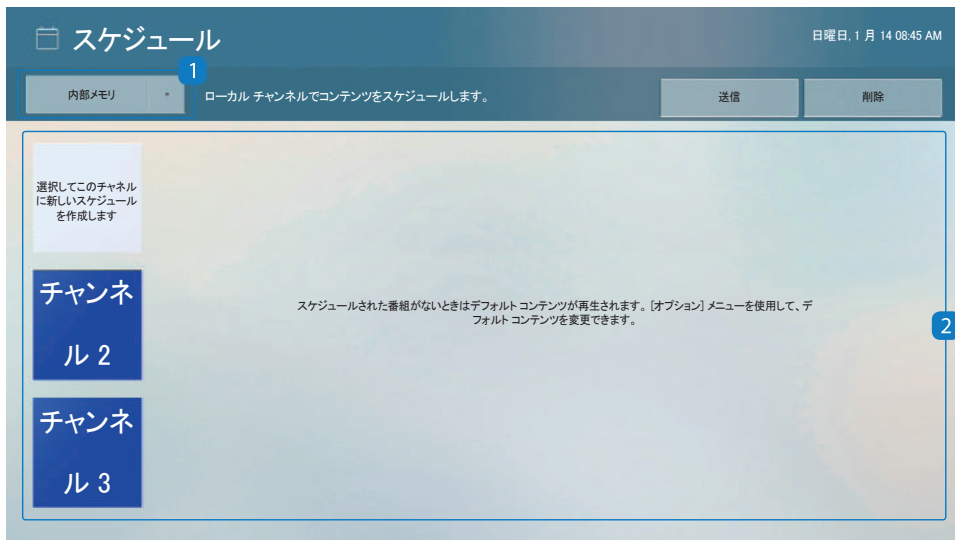 スケジュール
日曜日, 1 月 14 08:45 AM
1
内部メモリ
ローカル チャンネルでコンテンツをスケジュールします。
送信
削除
選択してこのチャネル
に新しいスケジュール
を作成します
チャンネ
ル 2
スケジュールされた番組がないときはデフォルト コンテンツが再生されます。[オプション] メニューを使用して、デ
フォルト コンテンツを変更できます。
2
チャンネ
ル 3